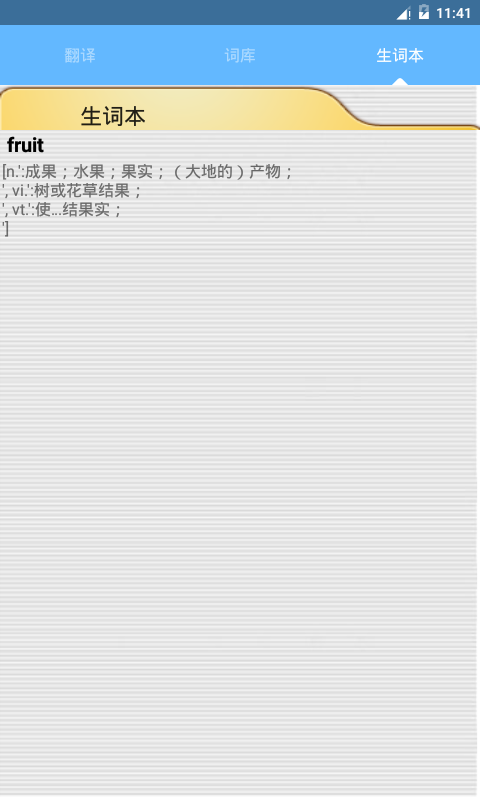 11:41
翻译 词库 生词本
生词本
fruit
[n.':成果；水果；果实；（大地的）产物；
', vi.':树或花草结果；
', vt.':使...结果实；
']